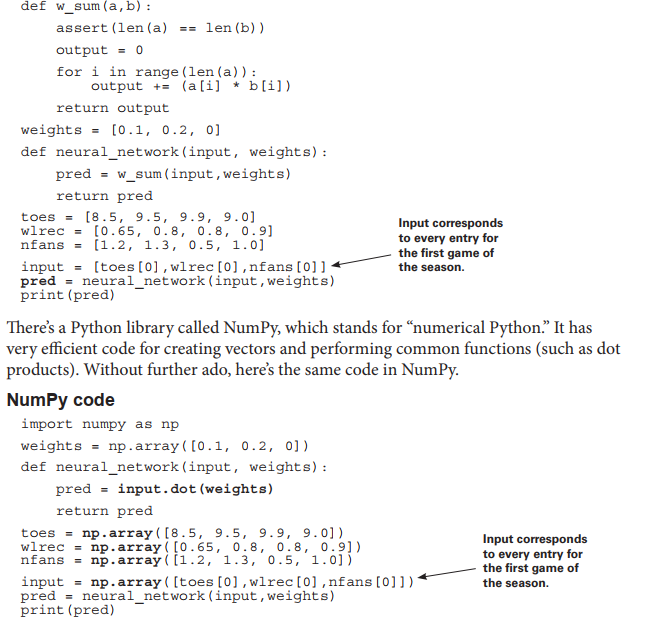 def w_sum(a,b):
assert(len(a) == len(b))
output = 0
for i in range(len(a)):
output += (a[i] * b[i])
return output
weights = [0.1, 0.2, 0]
def neural_network(input, weights):
pred = w_sum(input,weights)
return pred
toes = [8.5, 9.5, 9.9, 9.0]
wlrec = [0.65, 0.8, 0.8, 0.9]
nfans = [1.2, 1.3, 0.5, 1.0]
input = [toes[0],wlrec[0],nfans[0]]
pred = neural_network(input,weights)
print(pred)
Input corresponds
to every entry for
the first game of
the season.
There’s a Python library called NumPy, which stands for “numerical Python.” It has
very efficient code for creating vectors and performing common functions (such as dot
products). Without further ado, here’s the same code in NumPy.
NumPy code
import numpy as np
weights = np.array([0.1, 0.2, 0])
def neural_network(input, weights):
pred = input.dot(weights)
return pred
toes = np.array([8.5, 9.5, 9.9, 9.0])
wlrec = np.array([0.65, 0.8, 0.8, 0.9])
nfans = np.array([1.2, 1.3, 0.5, 1.0])
input = np.array([toes[0],wlrec[0],nfans[0]])
pred = neural_network(input,weights)
print(pred)
Input corresponds
to every entry for
the first game of
the season.